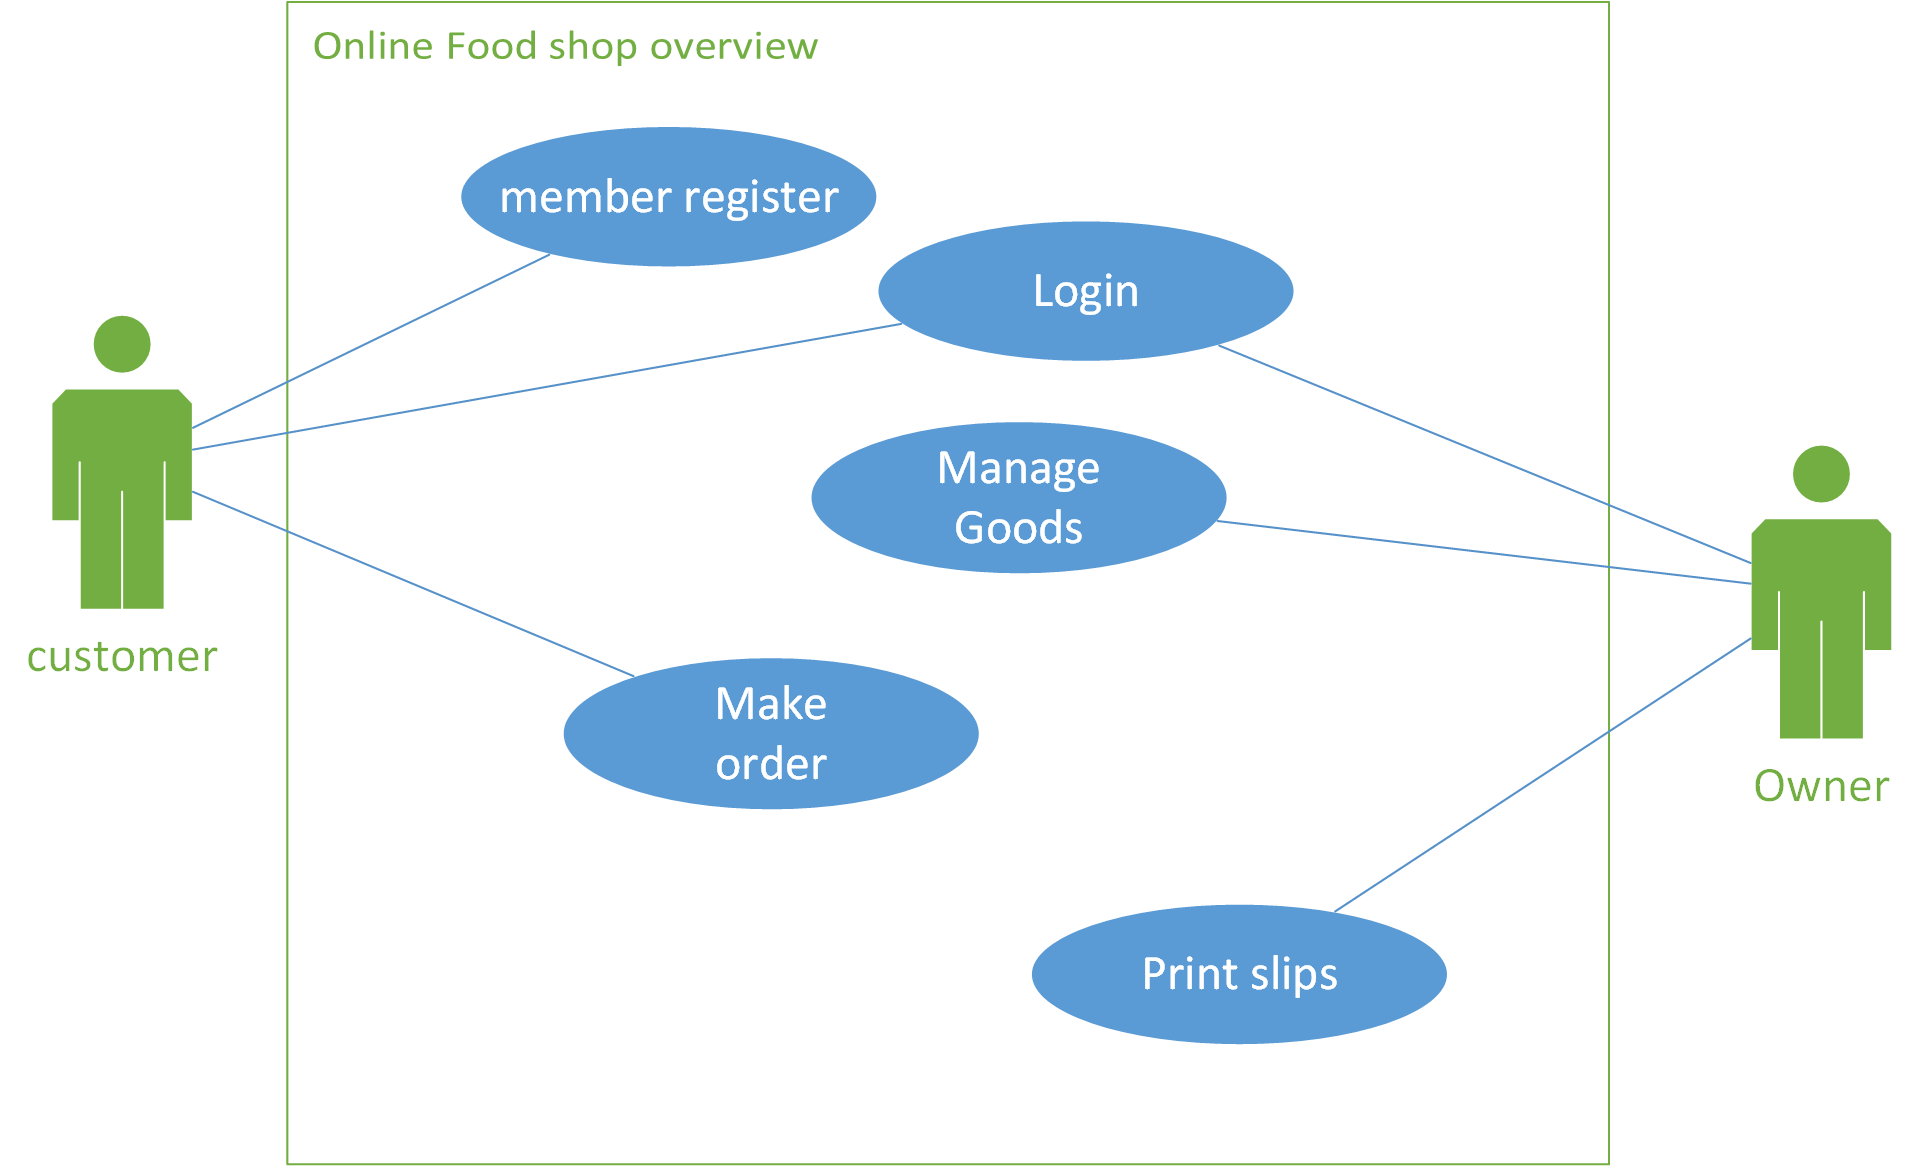 Online Food shop overview
member register
Login
Manage
Goods
customer
Make
order
Owner
Print slips